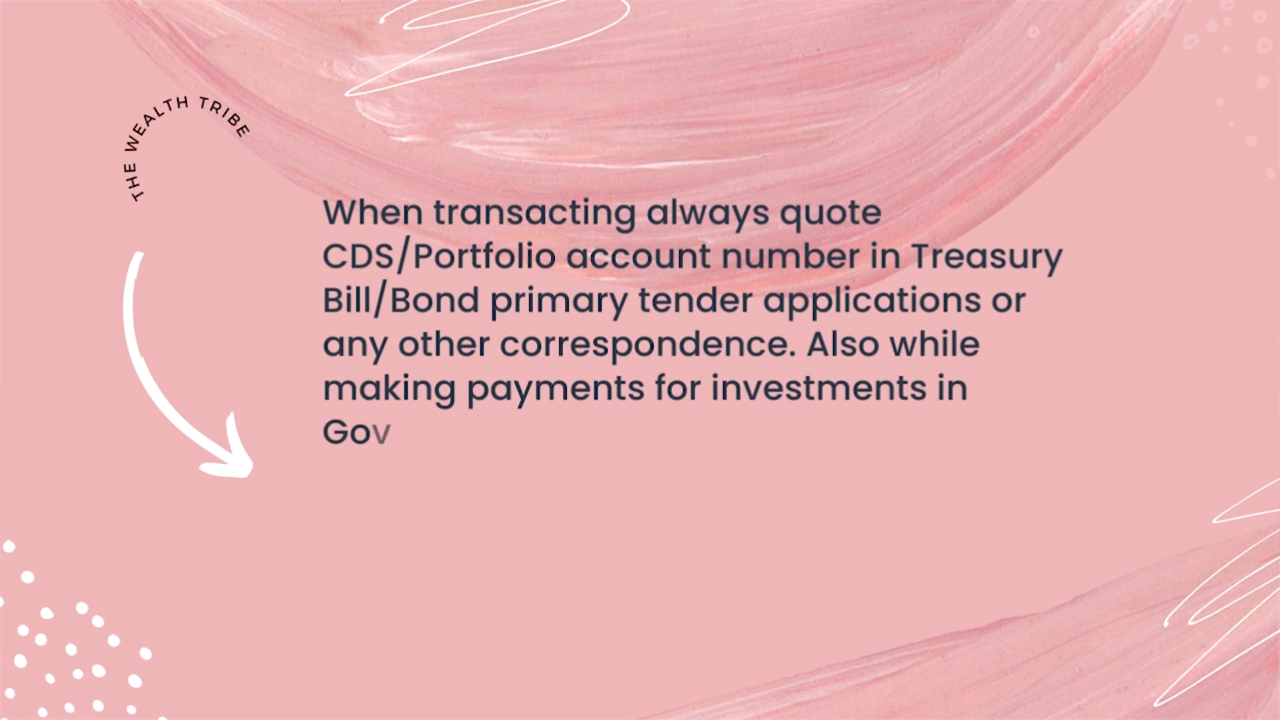 THE WEALTH TRIBE
When transacting always quote
CDS/Portfolio account number in Treasury
Bill/Bond primary tender applications or
any other correspondence. Also while
making payments for investments in
Gov